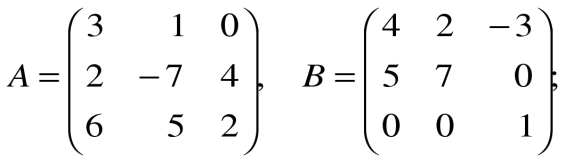 A = ( 3 1 0 ; 2 −7 4 ; 6 5 2 ), B = ( 4 2 −3 ; 5 7 0 ; 0 0 1 );